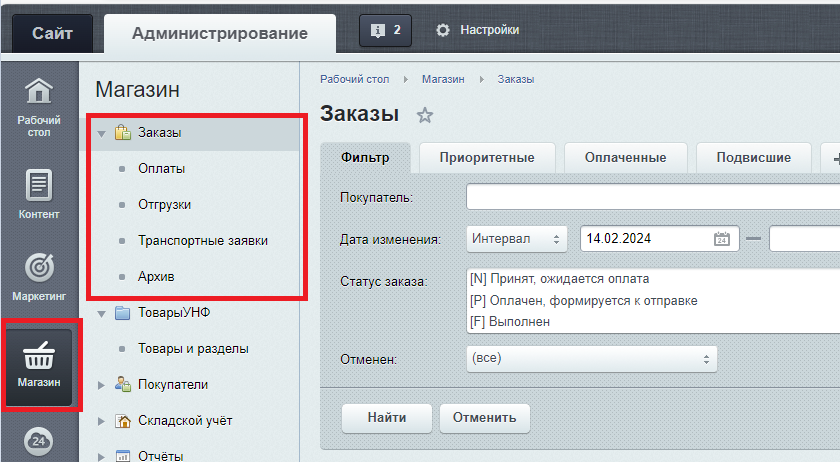 Сайт
Администрирование
2
Настройки
Рабочий стол
Контент
Маркетинг
Магазин
24
Магазин
Заказы
Оплаты
Отгрузки
Транспортные заявки
Архив
ТоварыУНФ
Товары и разделы
Покупатели
Складской учёт
Отчёты
Рабочий стол Магазин Заказы
Заказы
Фильтр Приоритетные Оплаченные Подвисшие +
Покупатель:
Дата изменения: Интервал 14.02.2024 24 —
Статус заказа:
[N] Принят, ожидается оплата
[P] Оплачен, формируется к отправке
[F] Выполнен
Отменен: (все)
Найти Отменить